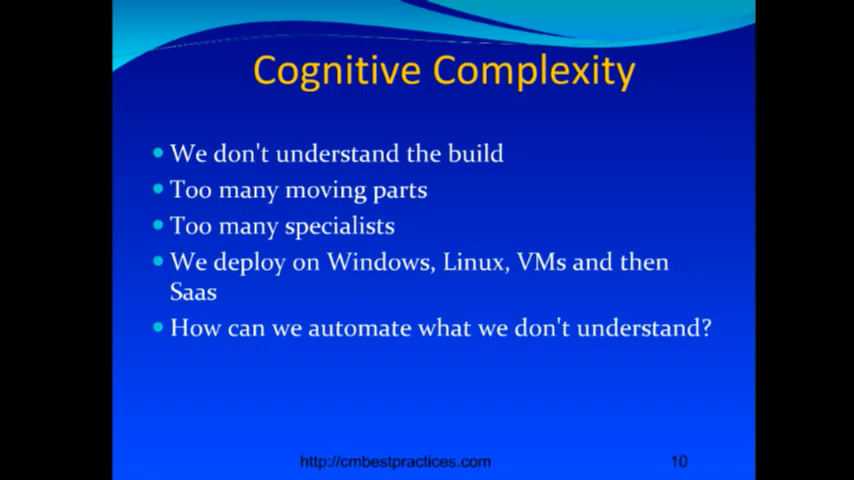 Cognitive Complexity
We don't understand the build
Too many moving parts
Too many specialists
We deploy on Windows, Linux, VMs and then
Saas
How can we automate what we don't understand?
http://cmbestpractices.com
10